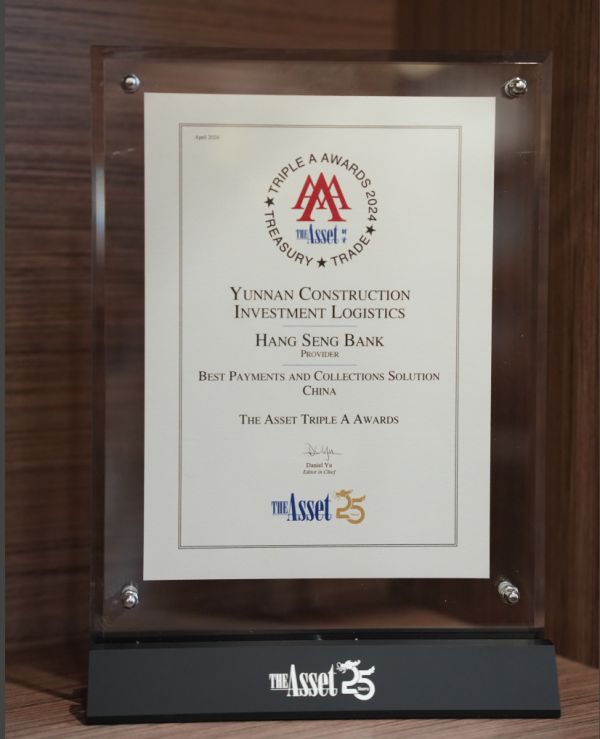 April 2024
TRIPLE A AWARDS 2024
TREASURY ★ TRADE
AAA
THE Asset
YUNNAN CONSTRUCTION
INVESTMENT LOGISTICS
HANG SENG BANK
PROVIDER
BEST PAYMENTS AND COLLECTIONS SOLUTION
CHINA
THE ASSET TRIPLE A AWARDS
Daniel Yu
Editor in Chief
THE Asset 25
THE Asset 25